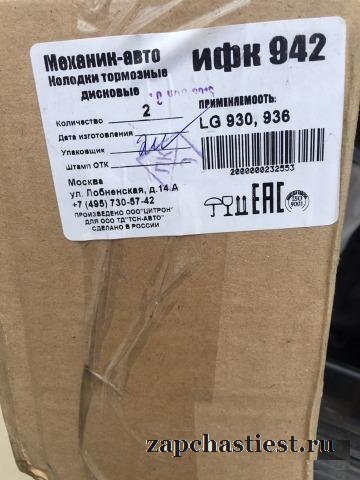 Механик-авто
Колодки тормозные
дисковые
ифк 942
Количество 2
Дата изготовления
Упаковщик
Штамп ОТК
ПРИМЕНЯЕМОСТЬ:
LG 930, 936
2000000232553
Москва
ул. Лобненская, д.14 А
+7 (495) 730-57-42
ПРОИЗВЕДЕНО ООО"ЦИТРОН"
ДЛЯ ООО ТД"ТСН-АВТО"
СДЕЛАНО В РОССИИ
EAC
ISO
9001
zapchastiest.ru